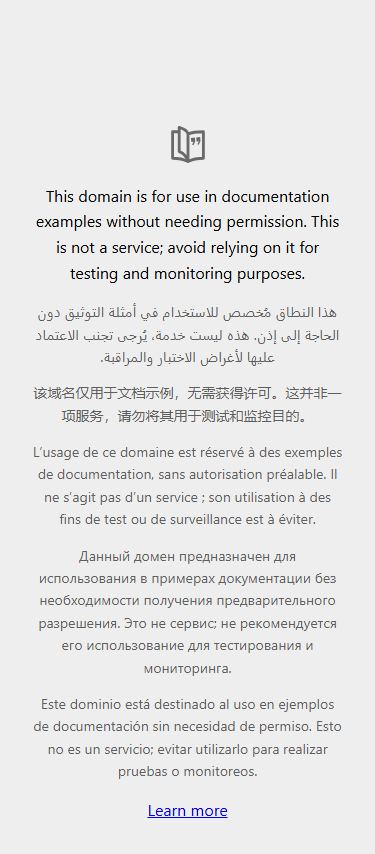 This domain is for use in documentation
examples without needing permission. This
is not a service; avoid relying on it for
testing and monitoring purposes.
هذا النطاق مُخصص للاستخدام في أمثلة التوثيق دون
الحاجة إلى إذن. هذه ليست خدمة، يُرجى تجنب الاعتماد
عليها لأغراض الاختبار والمراقبة.
该域名仅用于文档示例，无需获得许可。这并非一
项服务，请勿将其用于测试和监控目的。
L’usage de ce domaine est réservé à des exemples
de documentation, sans autorisation préalable. Il
ne s’agit pas d’un service ; son utilisation à des
fins de test ou de surveillance est à éviter.
Данный домен предназначен для
использования в примерах документации без
необходимости получения предварительного
разрешения. Это не сервис; не рекомендуется
его использование для тестирования и
мониторинга.
Este dominio está destinado al uso en ejemplos
de documentación sin necesidad de permiso. Esto
no es un servicio; evitar utilizarlo para realizar
pruebas o monitoreos.
Learn more